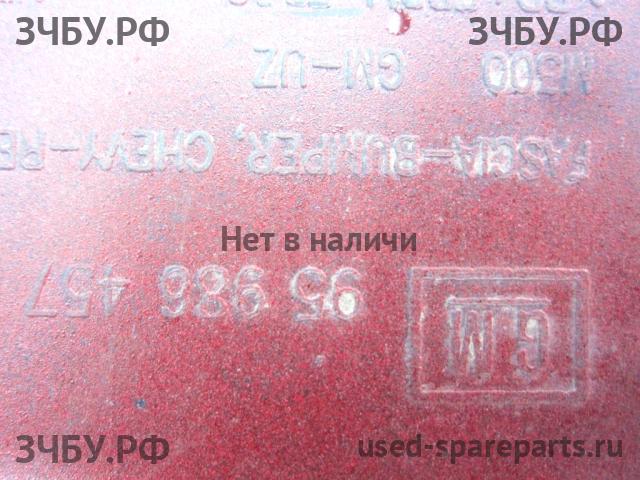 ЗЧБУ.РФ ЗЧБУ.РФ
GM 95 986 457
FASCIA-BUMPER, CHEVY-RE
M300 GM-UZ
Нет в наличи
ЗЧБУ.РФ used-spareparts.ru